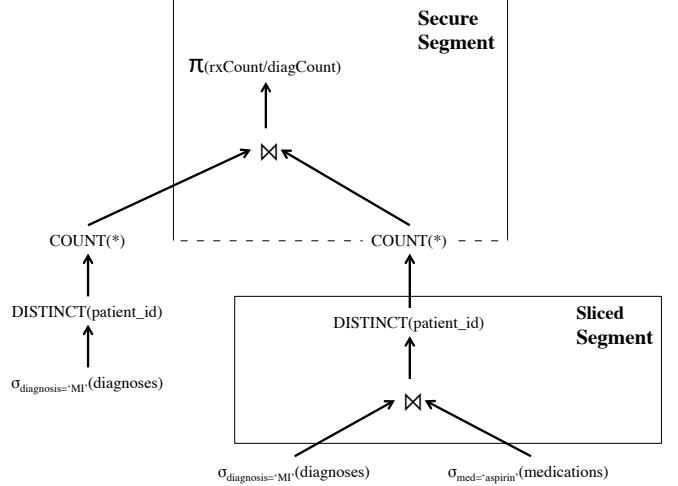 Secure
Segment
π(rxCount/diagCount)
⋈
COUNT(*)
COUNT(*)
DISTINCT(patient_id)
DISTINCT(patient_id)
Sliced
Segment
σdiagnosis=‘MI’(diagnoses)
⋈
σdiagnosis=‘MI’(diagnoses)
σmed=‘aspirin’(medications)